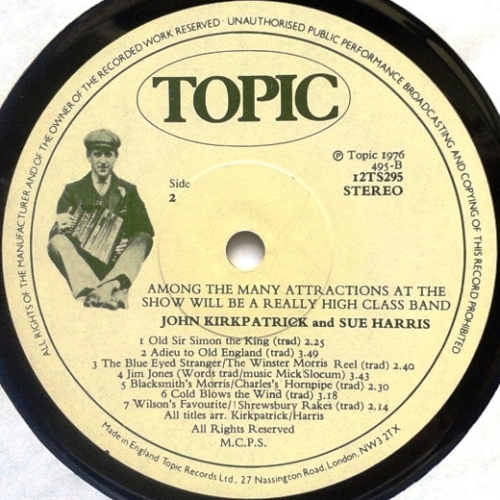 ALL RIGHTS OF THE MANUFACTURER AND OF THE OWNER OF THE RECORDED WORK RESERVED · UNAUTHORISED PUBLIC PERFORMANCE BROADCASTING AND COPYING OF THIS RECORD PROHIBITED
TOPIC
℗ Topic 1976
495-B
Side
12TS295
2
STEREO
AMONG THE MANY ATTRACTIONS AT THE
SHOW WILL BE A REALLY HIGH CLASS BAND
JOHN KIRKPATRICK and SUE HARRIS
1 Old Sir Simon the King (trad) 2.25
2 Adieu to Old England (trad) 3.49
3 The Blue Eyed Stranger/The Winster Morris Reel (trad) 2.40
4 Jim Jones (Words trad/music Mick Slocum) 3.43
5 Blacksmith's Morris/Charles's Hornpipe (trad) 2.30
6 Cold Blows the Wind (trad) 3.18
7 Wilson's Favourite/!Shrewsbury Rakes (trad) 2.14
All titles arr. Kirkpatrick/Harris
All Rights Reserved
M.C.P.S.
Made in England Topic Records Ltd., 27 Nassington Road, London, NW3 2TX